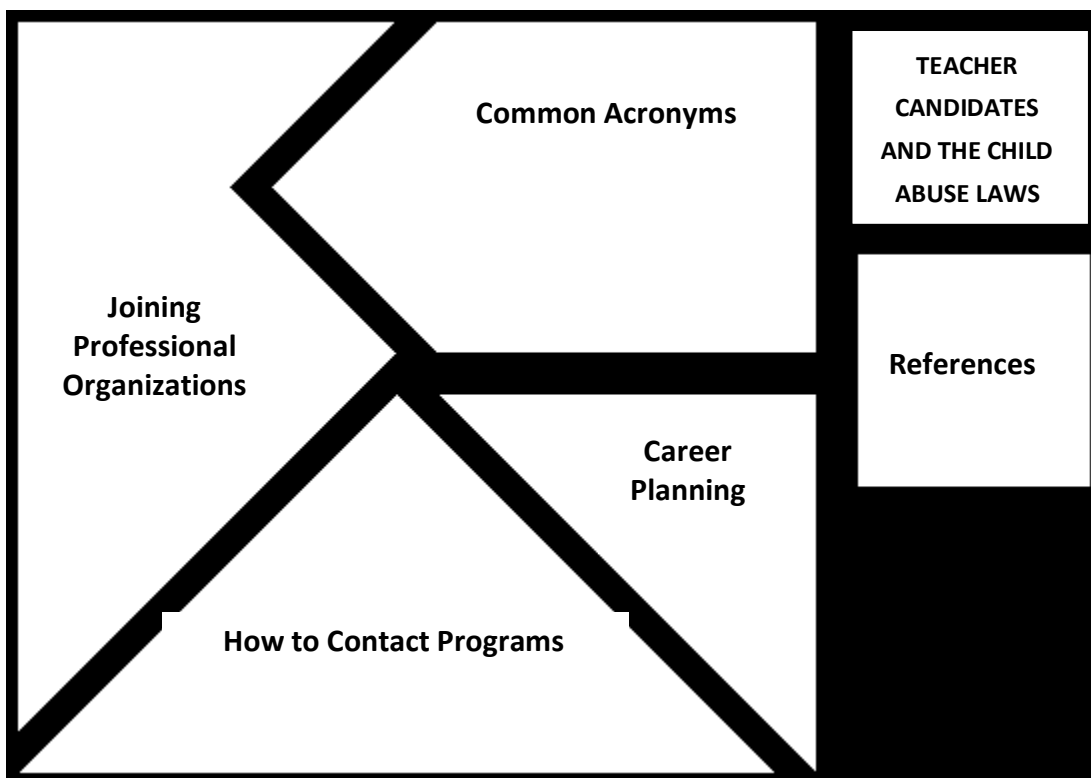 Common Acronyms
TEACHER
CANDIDATES
AND THE CHILD
ABUSE LAWS
Joining
Professional
Organizations
References
Career
Planning
How to Contact Programs